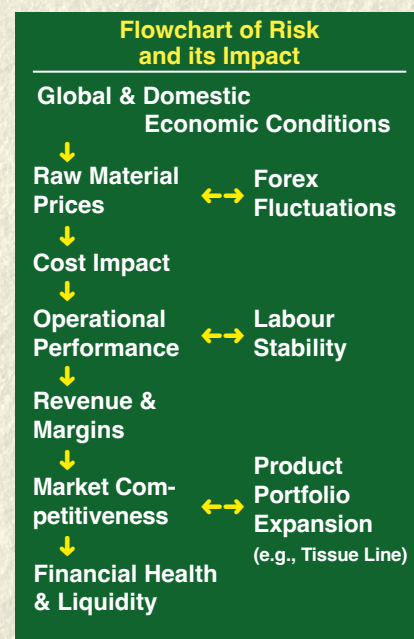 Flowchart of Risk
and its Impact
Global & Domestic
Economic Conditions
Raw Material
Prices
Forex
Fluctuations
Cost Impact
Operational
Performance
Labour
Stability
Revenue &
Margins
Market Com-
petitiveness
Product
Portfolio
Expansion
(e.g., Tissue Line)
Financial Health
& Liquidity